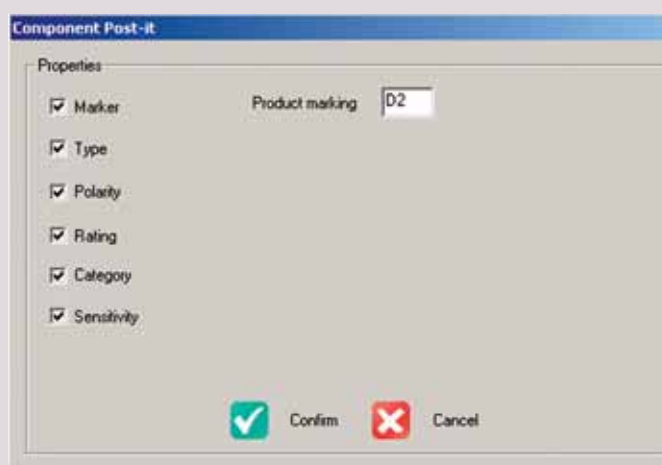 Component Post-it
Properties
Marker
Product marking D2
Type
Polarity
Rating
Category
Sensitivity
Confirm Cancel